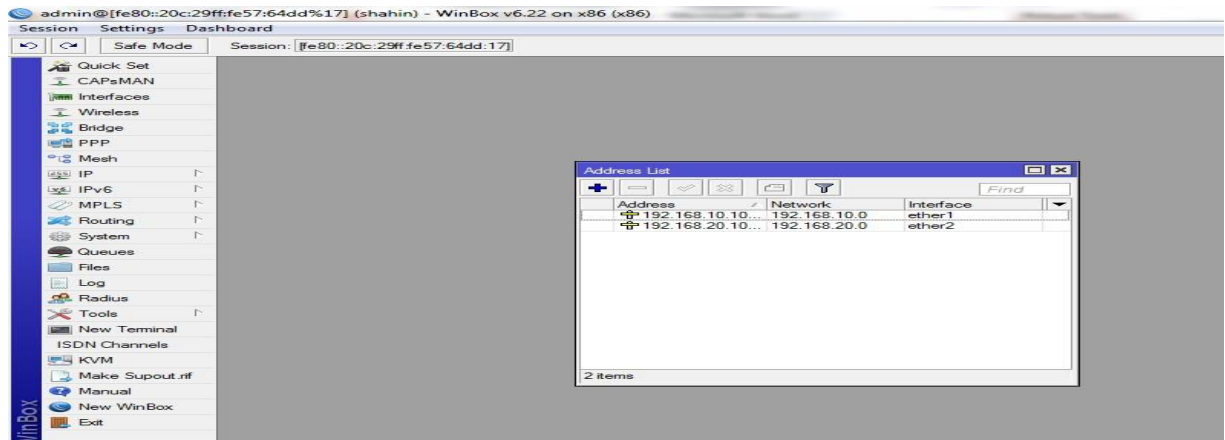 admin@[fe80::20c:29ff:fe57:64dd%17] (shahin) - WinBox v6.22 on x86 (x86)
Session Settings Dashboard
Safe Mode Session: [fe80::20c:29ff:fe57:64dd:17]
Quick Set
CAPsMAN
Interfaces
Wireless
Bridge
PPP
Mesh
IP
IPv6
MPLS
Routing
System
Queues
Files
Log
Radius
Tools
New Terminal
ISDN Channels
KVM
Make Supout.rif
Manual
New WinBox
Exit
WinBox
Address List
Find
Address Network Interface
192.168.10.10... 192.168.10.0 ether1
192.168.20.10... 192.168.20.0 ether2
2 items